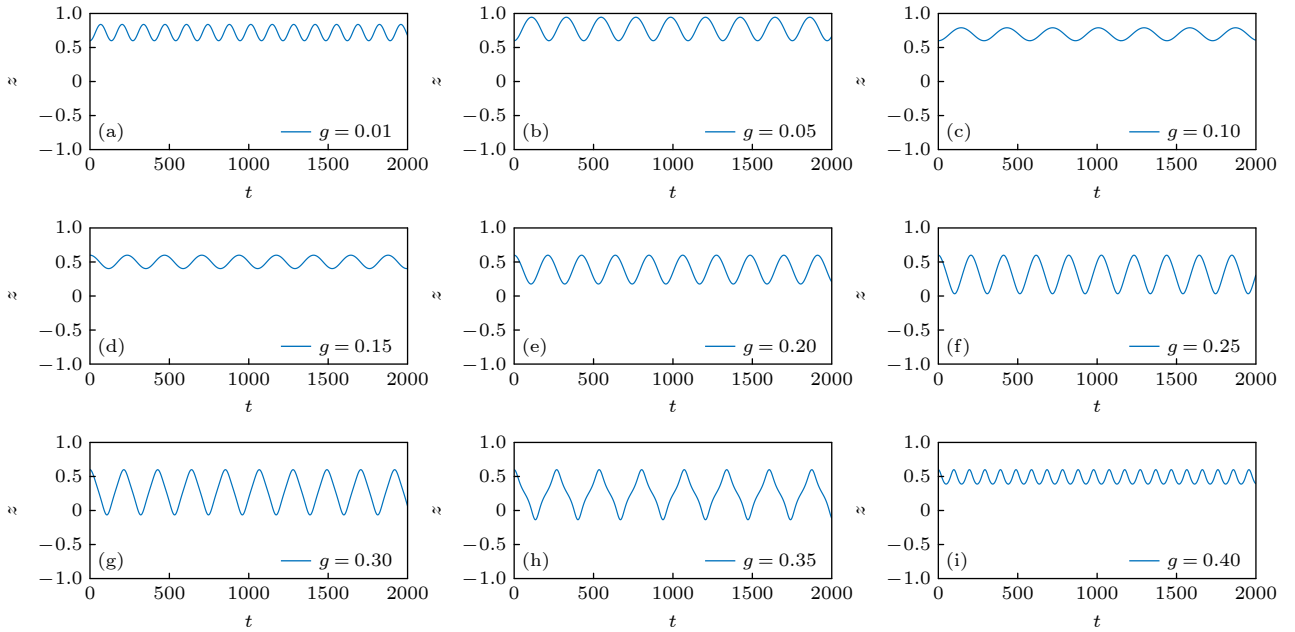 1.0
0.5
0
−0.5
−1.0
z
(a)
g = 0.01
0 500 1000 1500 2000
t
1.0
0.5
0
−0.5
−1.0
z
(b)
g = 0.05
0 500 1000 1500 2000
t
1.0
0.5
0
−0.5
−1.0
z
(c)
g = 0.10
0 500 1000 1500 2000
t
1.0
0.5
0
−0.5
−1.0
z
(d)
g = 0.15
0 500 1000 1500 2000
t
1.0
0.5
0
−0.5
−1.0
z
(e)
g = 0.20
0 500 1000 1500 2000
t
1.0
0.5
0
−0.5
−1.0
z
(f)
g = 0.25
0 500 1000 1500 2000
t
1.0
0.5
0
−0.5
−1.0
z
(g)
g = 0.30
0 500 1000 1500 2000
t
1.0
0.5
0
−0.5
−1.0
z
(h)
g = 0.35
0 500 1000 1500 2000
t
1.0
0.5
0
−0.5
−1.0
z
(i)
g = 0.40
0 500 1000 1500 2000
t